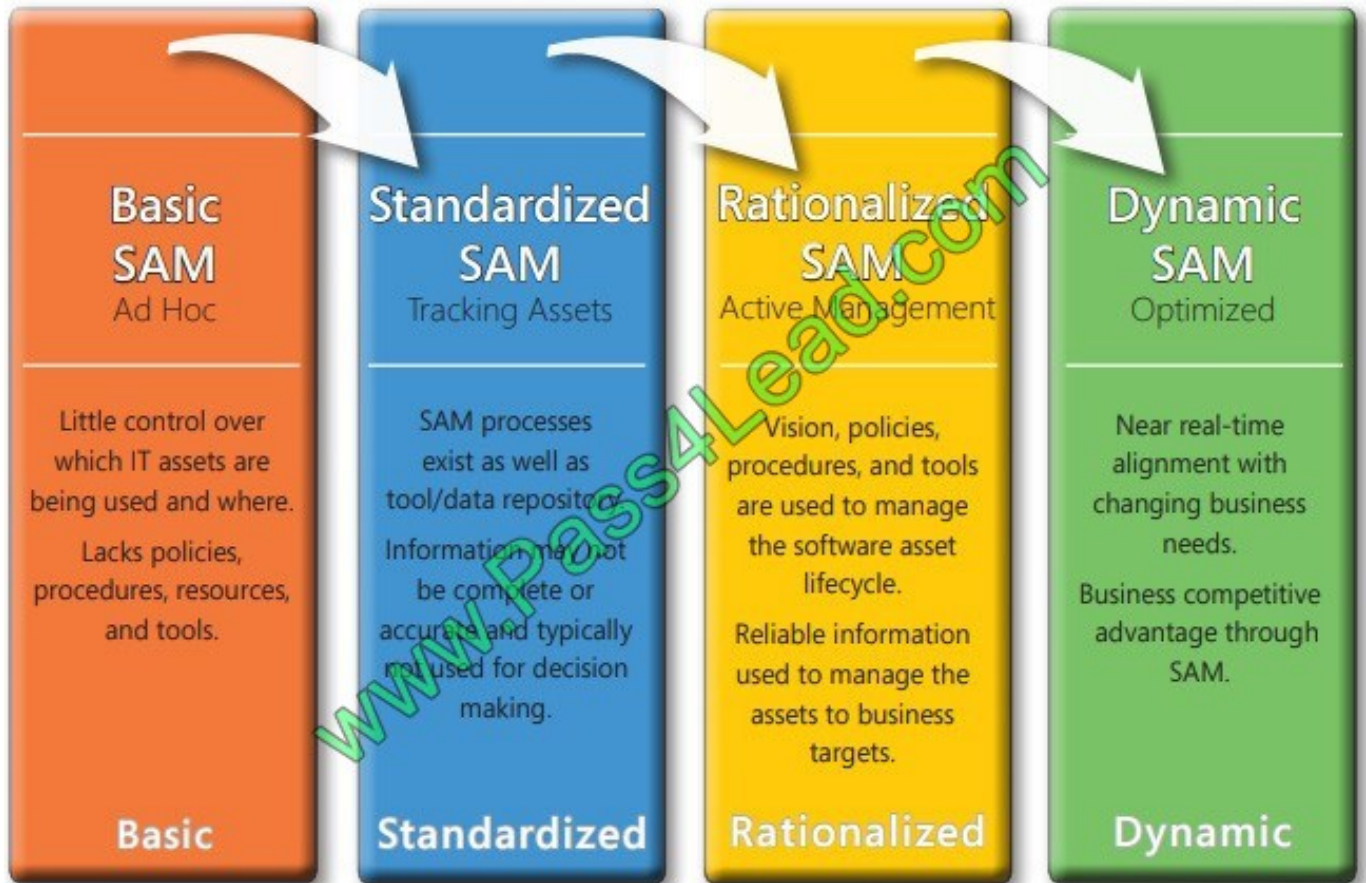 Basic
SAM
Ad Hoc
Little control over
which IT assets are
being used and where.
Lacks policies,
procedures, resources,
and tools.
Basic
Standardized
SAM
Tracking Assets
SAM processes
exist as well as
tool/data repository
Information may not
be complete or
accurate and typically
not used for decision
making.
Standardized
Rationalized
SAM
Active Management
Vision, policies,
procedures, and tools
are used to manage
the software asset
lifecycle.
Reliable information
used to manage the
assets to business
targets.
Rationalized
Dynamic
SAM
Optimized
Near real-time
alignment with
changing business
needs.
Business competitive
advantage through
SAM.
Dynamic
www.Pass4Lead.com